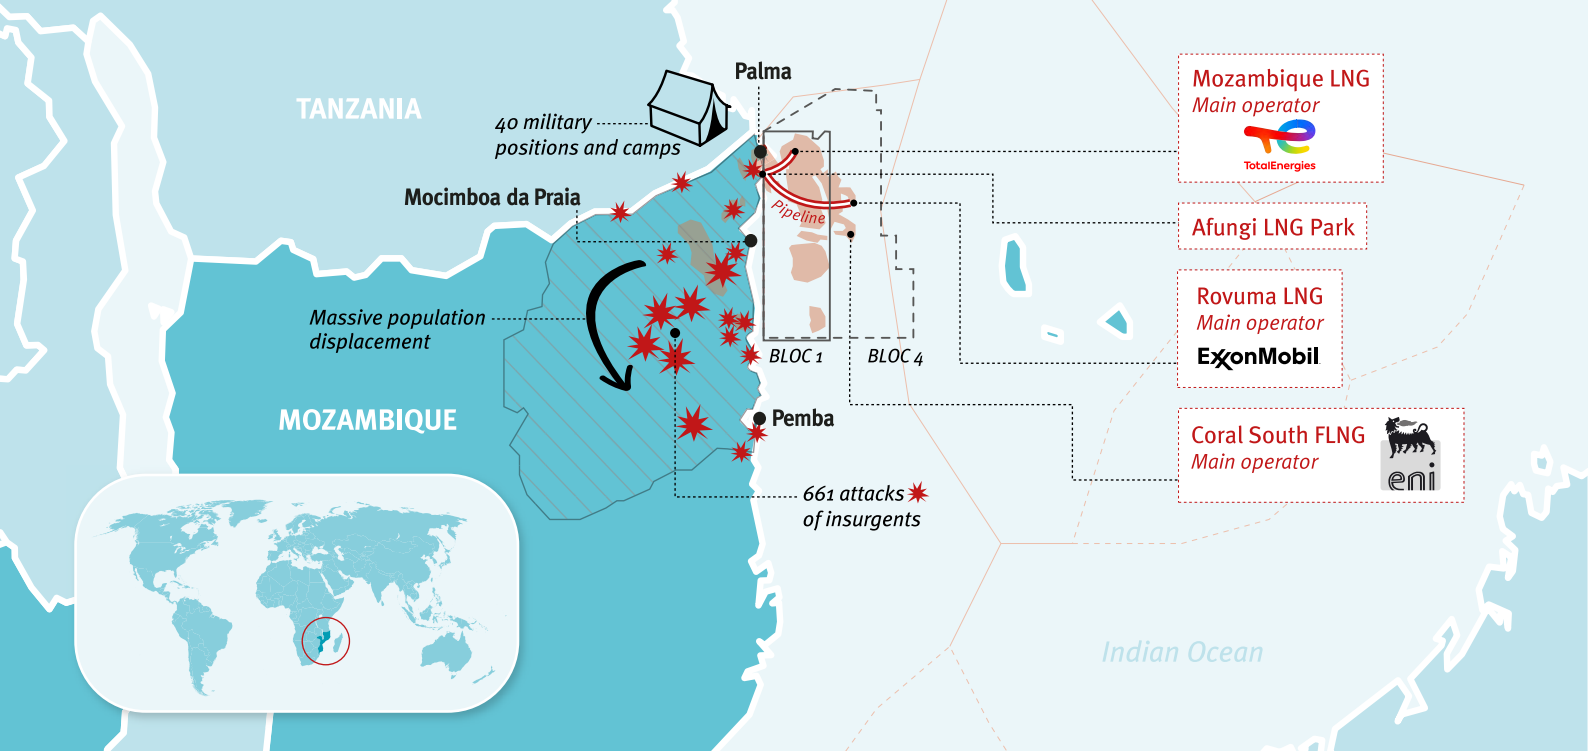 TANZANIA
40 military
positions and camps
Palma
Mocimboa da Praia
Pipeline
Massive population
displacement
BLOC 1
BLOC 4
MOZAMBIQUE
Pemba
661 attacks
of insurgents
Mozambique LNG
Main operator
TotalEnergies
Afungi LNG Park
Rovuma LNG
Main operator
ExxonMobil
Coral South FLNG
Main operator
eni
Indian Ocean